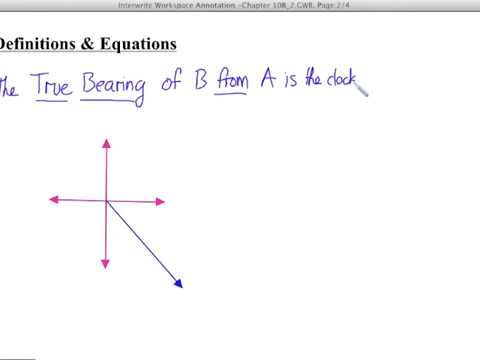 Interwrite Workspace Annotation -Chapter 10B_2.GWB, Page:2/4
Definitions & Equations
The True Bearing of B from A is the clock